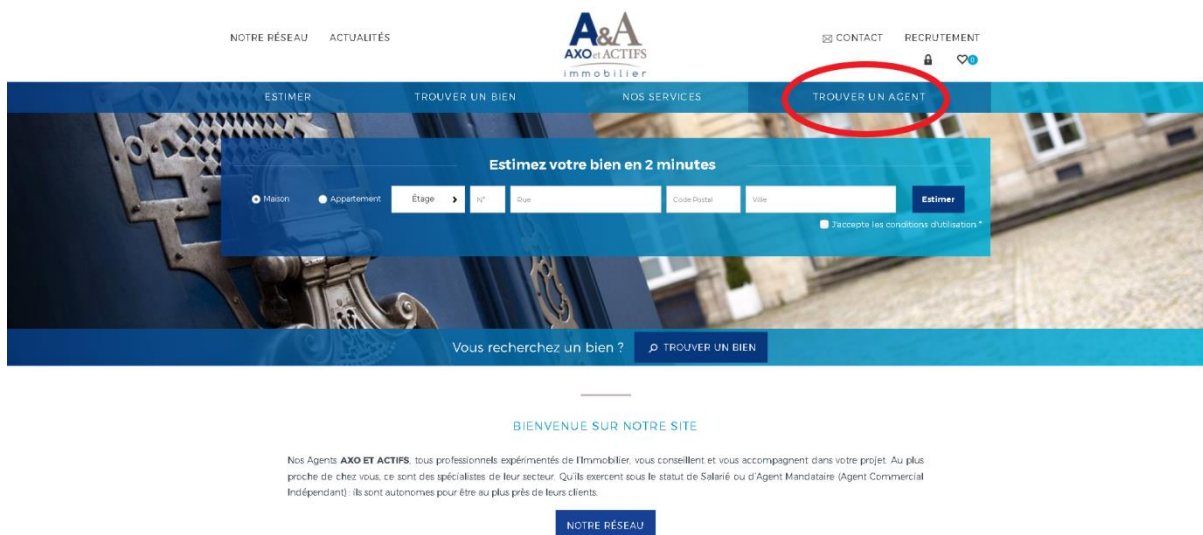 NOTRE RÉSEAU ACTUALITÉS
A&A
AXO et ACTIFS
immobilier
CONTACT RECRUTEMENT
0
ESTIMER TROUVER UN BIEN NOS SERVICES TROUVER UN AGENT
Estimez votre bien en 2 minutes
Maison Appartement Étage N° Rue Code Postal Ville Estimer
J'accepte les conditions d'utilisation *
Vous recherchez un bien ? TROUVER UN BIEN
BIENVENUE SUR NOTRE SITE
Nos Agents AXO ET ACTIFS, tous professionnels expérimentés de l'Immobilier, vous conseillent et vous accompagnent dans votre projet. Au plus
proche de chez vous, ce sont des spécialistes de leur secteur. Qu'ils exercent sous le statut de Salarié ou d'Agent Mandataire (Agent Commercial
Indépendant) : ils sont autonomes pour être au plus près de leurs clients.
NOTRE RÉSEAU